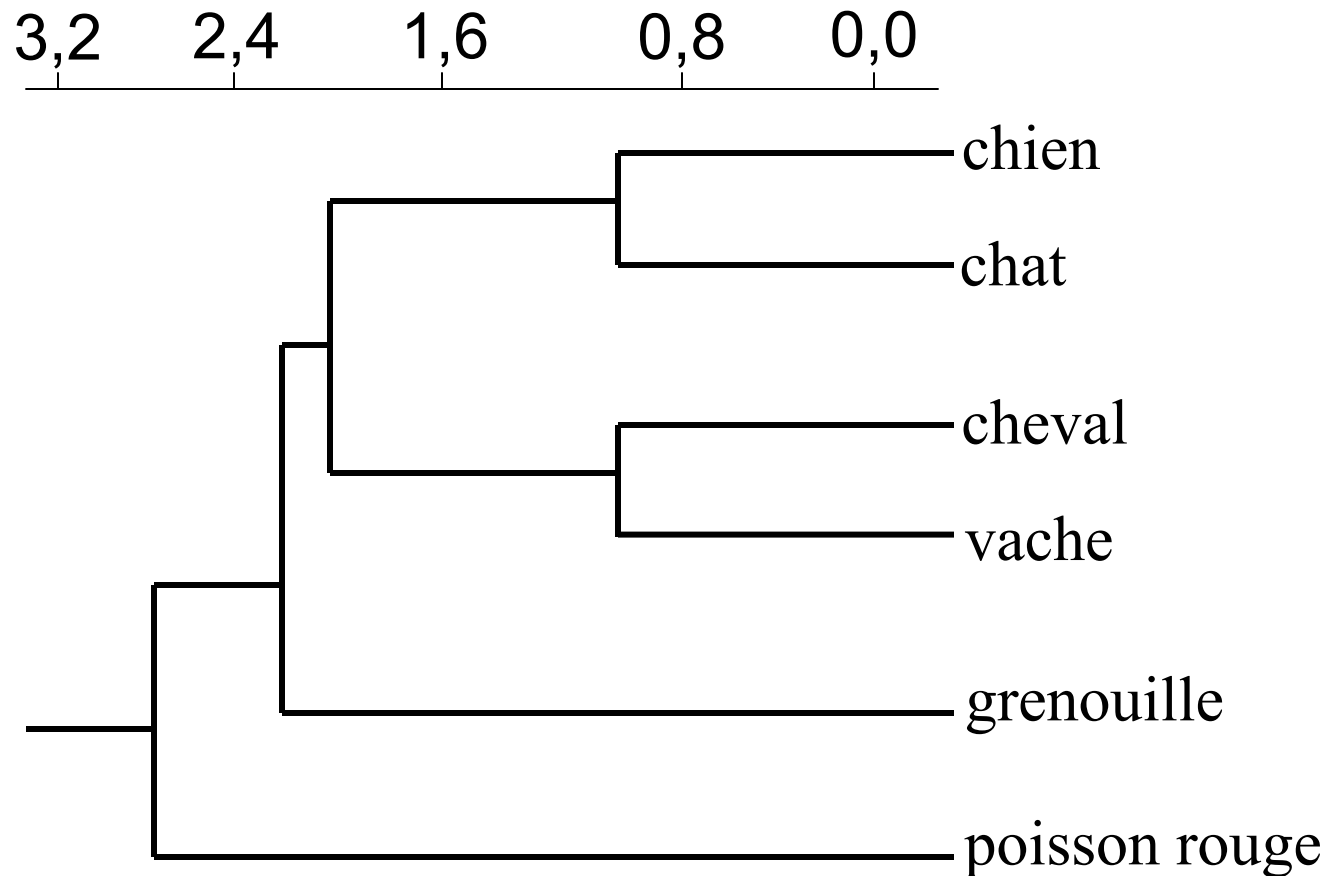 3,2 2,4 1,6 0,8 0,0
chien
chat
cheval
vache
grenouille
poisson rouge